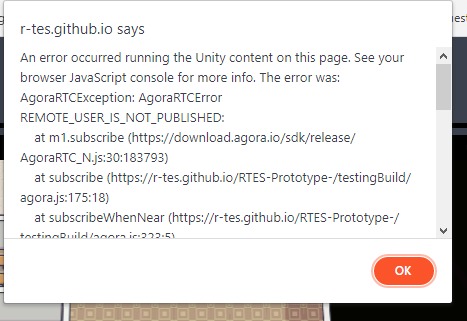 r-tes.github.io says
An error occurred running the Unity content on this page. See your
browser JavaScript console for more info. The error was:
AgoraRTCException: AgoraRTCError
REMOTE_USER_IS_NOT_PUBLISHED:
at m1.subscribe (https://download.agora.io/sdk/release/
AgoraRTC_N.js:30:183793)
at subscribe (https://r-tes.github.io/RTES-Prototype-/testingBuild/
agora.js:175:18)
at subscribeWhenNear (https://r-tes.github.io/RTES-Prototype-/
testingBuild/agora.js:323:5)
OK